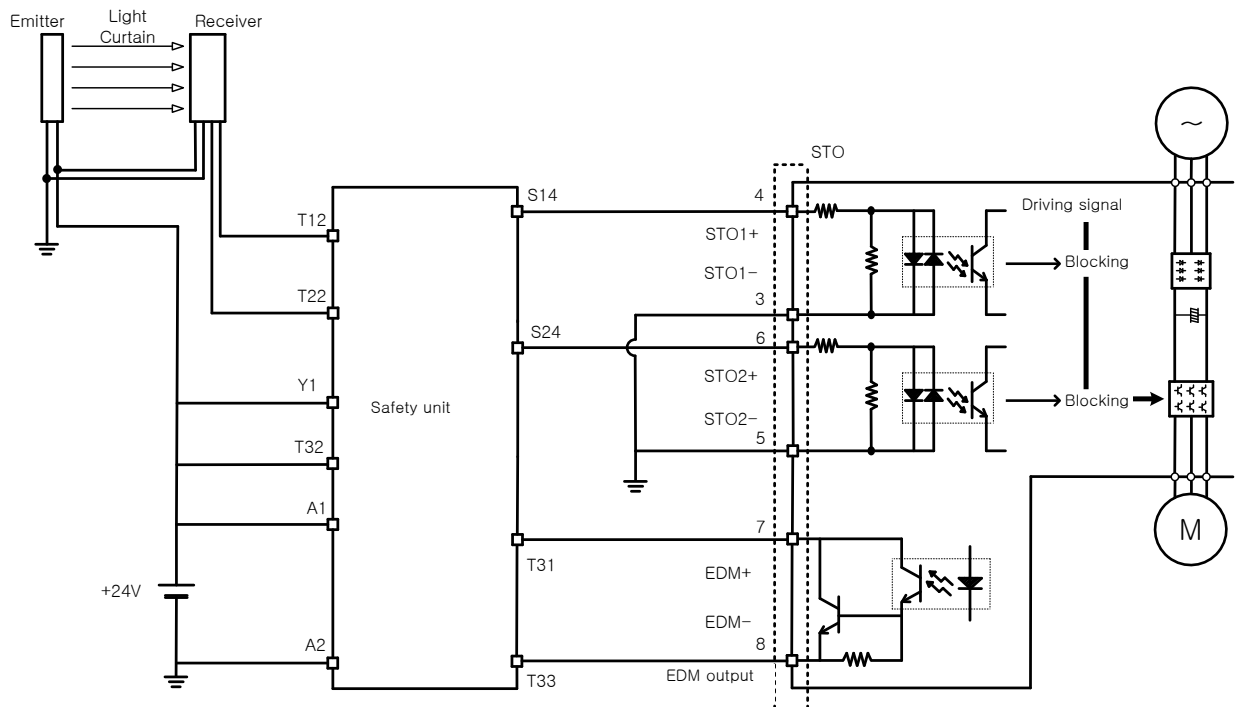 Emitter
Light
Curtain
Receiver
STO
S14
4
T12
STO1+
STO1-
Driving signal
Blocking
T22
3
S24
6
Y1
Safety unit
STO2+
STO2-
Blocking
T32
5
A1
7
T31
+24V
EDM+
EDM-
M
A2
8
T33
EDM output
~